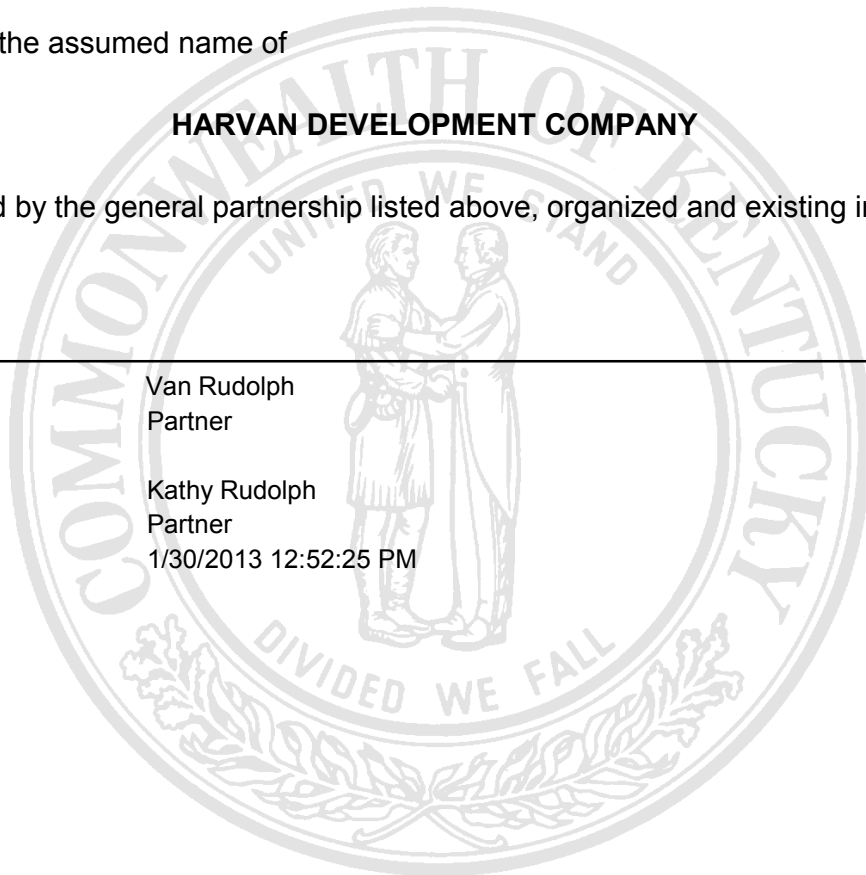 the assumed name of
HARVAN DEVELOPMENT COMPANY
by the general partnership listed above, organized and existing
Van Rudolph
Partner
Kathy Rudolph
Partner
1/30/2013 12:52:25 PM
COMMONWEALTH OF KENTUCKY
UNITED WE STAND
DIVIDED WE FALL